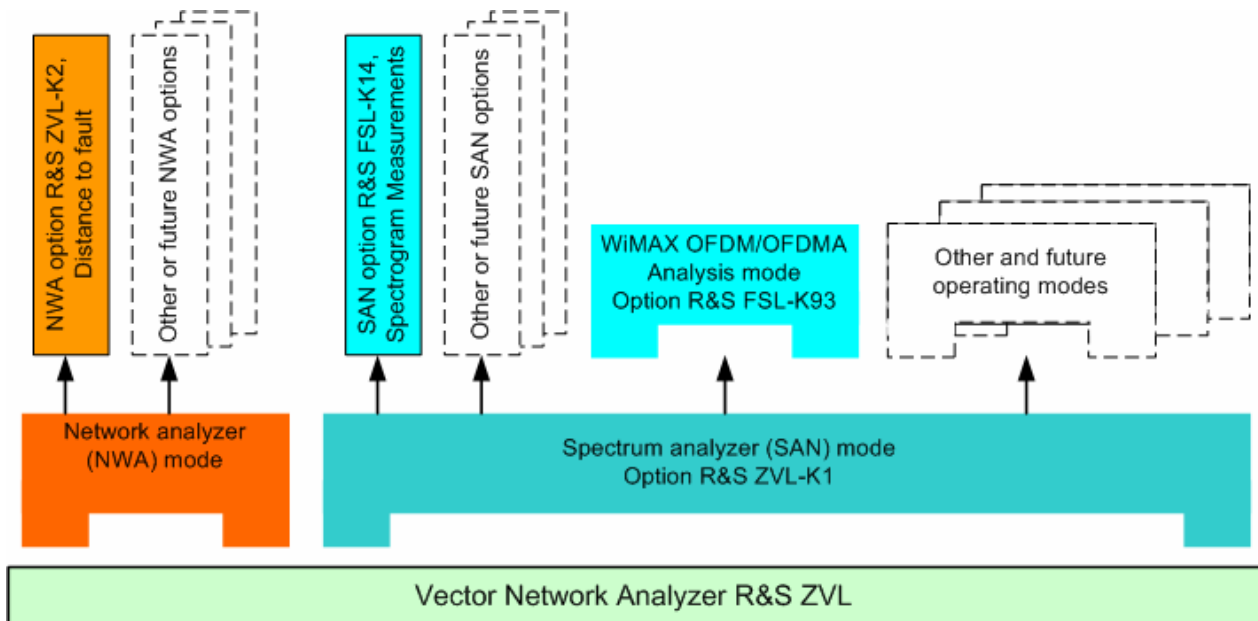 NWA option R&S ZVL-K2,
Distance to fault
Other or future NWA options
SAN option R&S FSL-K14,
Spectrogram Measurements
Other or future SAN options
WiMAX OFDM/OFDMA
Analysis mode
Option R&S FSL-K93
Other and future
operating modes
Network analyzer
(NWA) mode
Spectrum analyzer (SAN) mode
Option R&S ZVL-K1
Vector Network Analyzer R&S ZVL